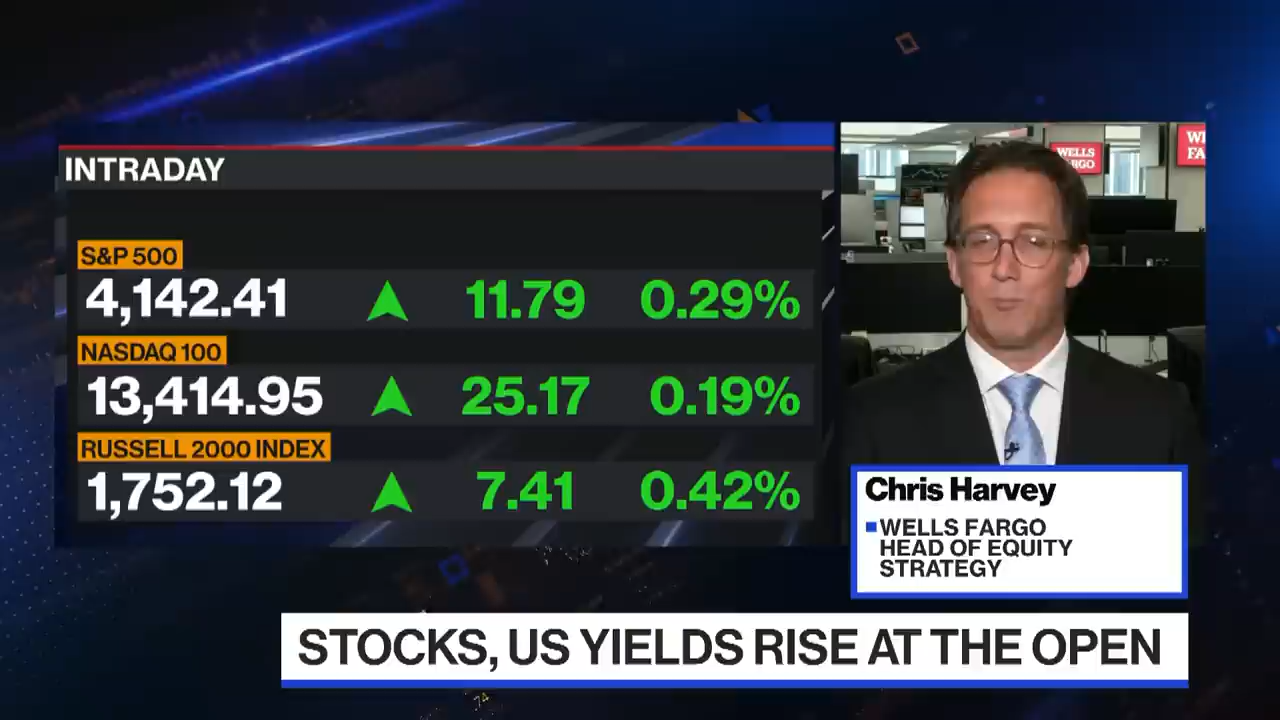 INTRADAY
S&P 500
4,142.41 ▲ 11.79 0.29%
NASDAQ 100
13,414.95 ▲ 25.17 0.19%
RUSSELL 2000 INDEX
1,752.12 ▲ 7.41 0.42%
WELLS
Chris Harvey
WELLS FARGO
HEAD OF EQUITY
STRATEGY
STOCKS, US YIELDS RISE AT THE OPEN
74